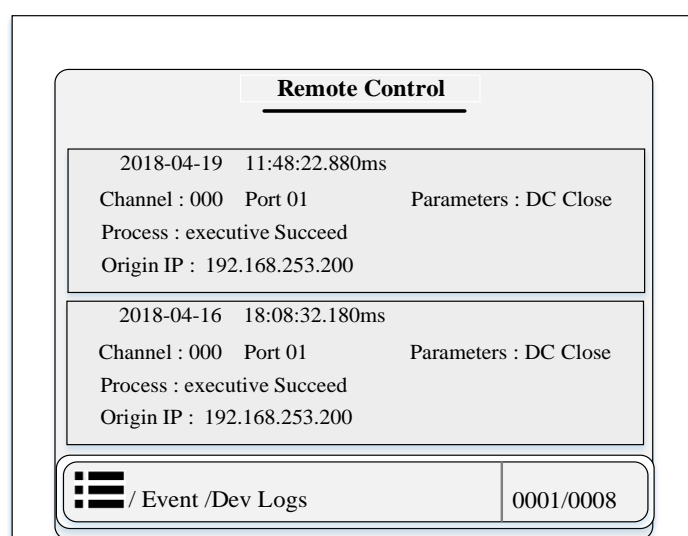 Remote Control
2018-04-19 11:48:22.880ms
Channel : 000 Port 01 Parameters : DC Close
Process : executive Succeed
Origin IP : 192.168.253.200
2018-04-16 18:08:32.180ms
Channel : 000 Port 01 Parameters : DC Close
Process : executive Succeed
Origin IP : 192.168.253.200
/ Event /Dev Logs 0001/0008